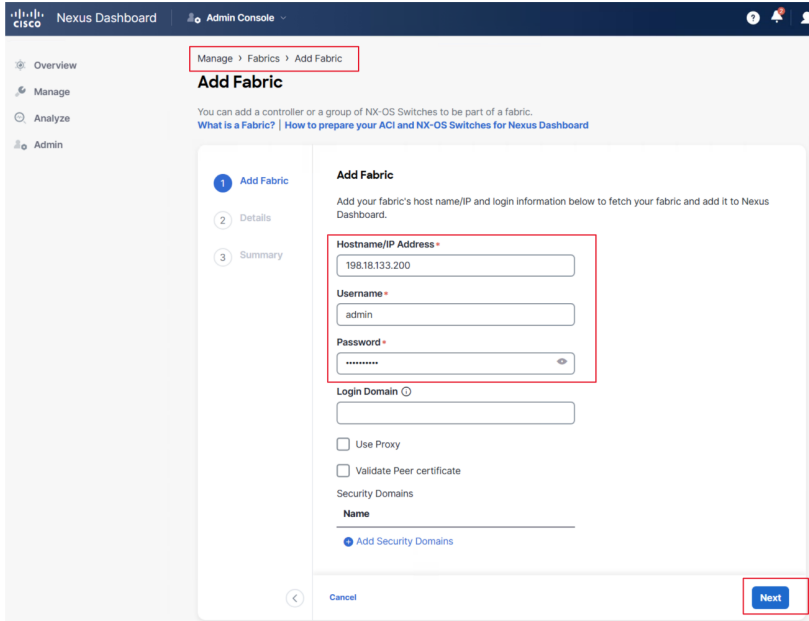 CISCO Nexus Dashboard Admin Console
Overview
Manage
Analyze
Admin
Manage > Fabrics > Add Fabric
Add Fabric
You can add a controller or a group of NX-OS Switches to be part of a fabric.
What is a Fabric? | How to prepare your ACI and NX-OS Switches for Nexus Dashboard
1 Add Fabric
2 Details
3 Summary
Add Fabric
Add your fabric's host name/IP and login information below to fetch your fabric and add it to Nexus
Dashboard.
Hostname/IP Address*
198.18.133.200
Username*
admin
Password*
••••••••••
Login Domain
Use Proxy
Validate Peer certificate
Security Domains
Name
Add Security Domains
Cancel
Next